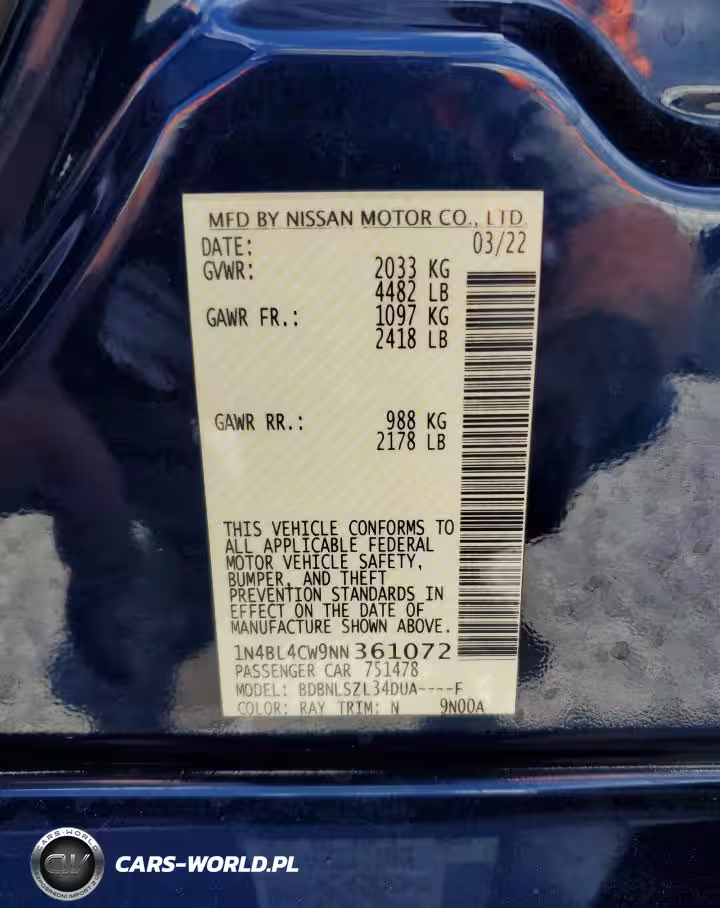 MFD BY NISSAN MOTOR CO., LTD.
DATE: 03/22
GVWR: 2033 KG
4482 LB
GAWR FR.: 1097 KG
2418 LB
GAWR RR.: 988 KG
2178 LB
THIS VEHICLE CONFORMS TO
ALL APPLICABLE FEDERAL
MOTOR VEHICLE SAFETY,
BUMPER, AND THEFT
PREVENTION STANDARDS IN
EFFECT ON THE DATE OF
MANUFACTURE SHOWN ABOVE.
1N4BL4CW9NN361072
PASSENGER CAR 751478
MODEL: BDBNLSZL34DUA----F
COLOR: RAY TRIM: N 9N00A
CARS-WORLD
CW
CARS-WORLD.PL